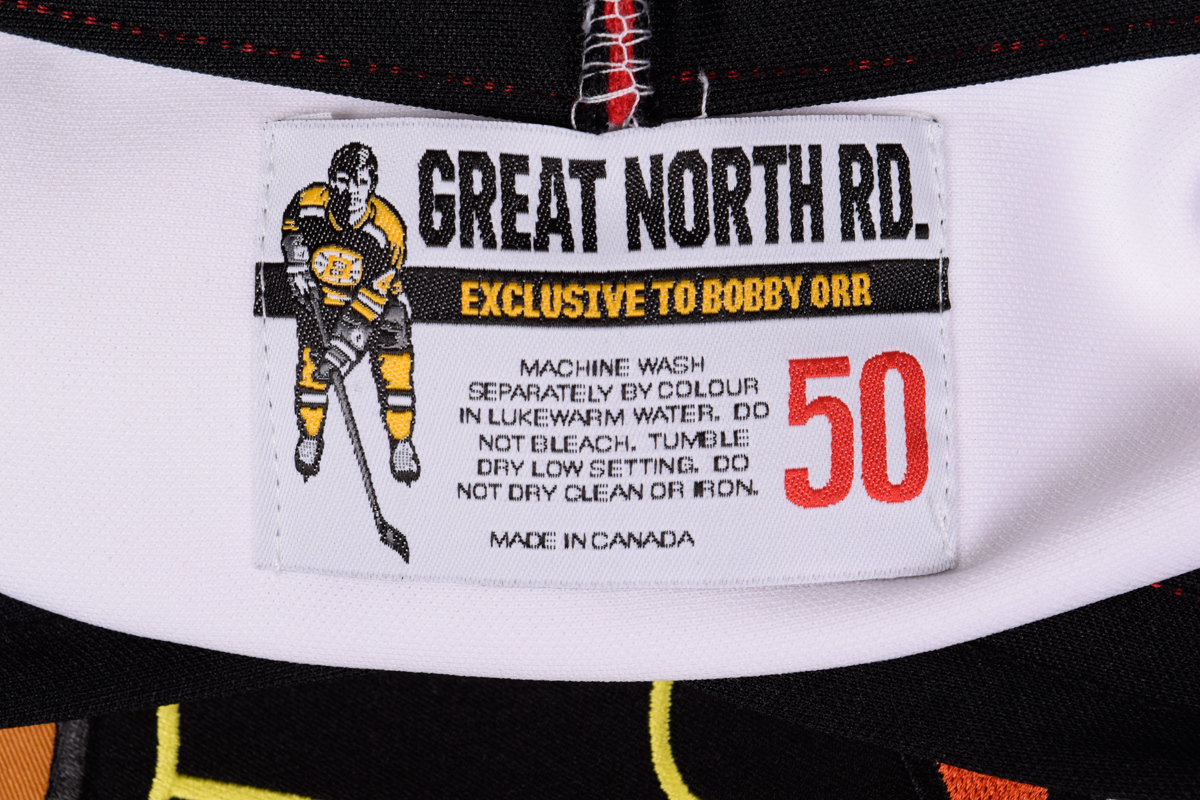 GREAT NORTH RD.
EXCLUSIVE TO BOBBY ORR
MACHINE WASH
SEPARATELY BY COLOUR
IN LUKEWARM WATER. DO
NOT BLEACH. TUMBLE
DRY LOW SETTING. DO
NOT DRY CLEAN OR IRON.
50
MADE IN CANADA
B